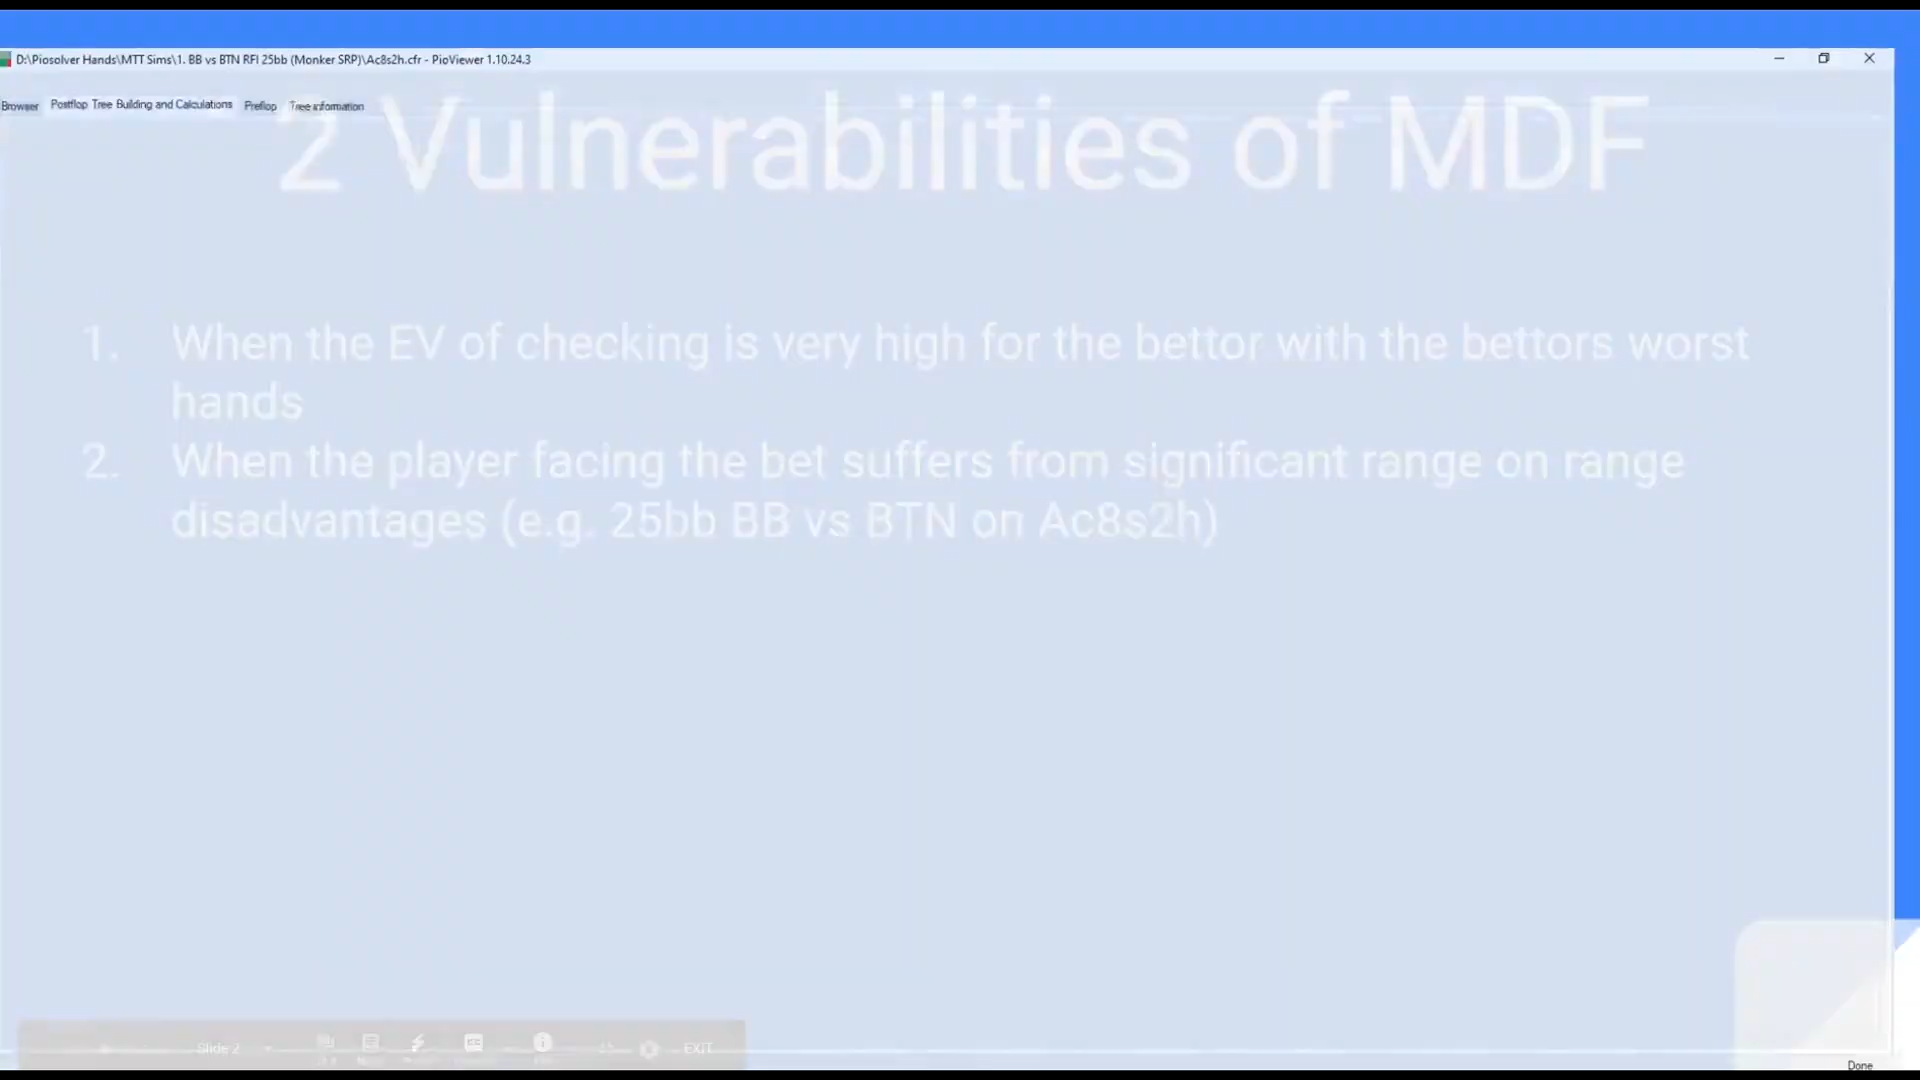 D:\Piosolver Hands\MTT Sims\1. BB vs BTN RFI 25bb (Monker SRP)\Ac8s2h.cfr - PioViewer 1.10.24.3
Browser Postflop Tree Building and Calculations Preflop Tree information
2 Vulnerabilities of MDF
1. When the EV of checking is very high for the bettor with the bettors worst
hands
2. When the player facing the bet suffers from significant range on range
disadvantages (e.g. 25bb BB vs BTN on Ac8s2h)
Slide 2 EXIT
Done